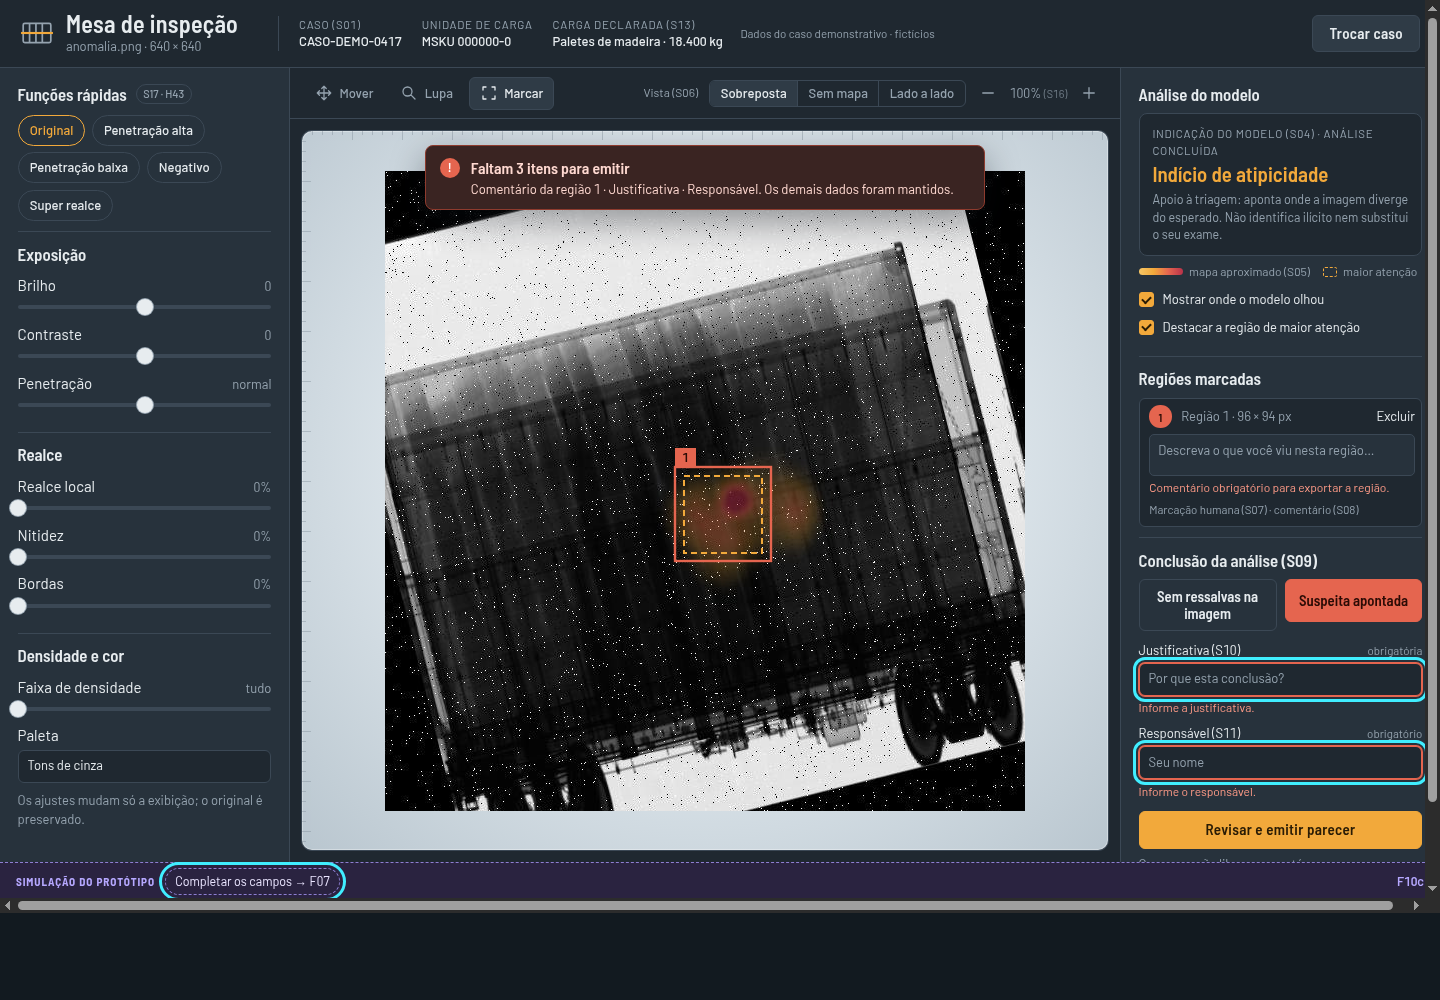 Mesa de inspeção
anomalia.png · 640 × 640
CASO (S01)
CASO-DEMO-0417
UNIDADE DE CARGA
MSKU 000000-0
CARGA DECLARADA (S13)
Paletes de madeira · 18.400 kg
Dados do caso demonstrativo · fictícios
Trocar caso
Funções rápidas
S17 · H43
Original
Penetração alta
Penetração baixa
Negativo
Super realce
Exposição
Brilho 0
Contraste 0
Penetração normal
Realce
Realce local 0%
Nitidez 0%
Bordas 0%
Densidade e cor
Faixa de densidade tudo
Paleta
Tons de cinza
Os ajustes mudam só a exibição; o original é
preservado.
Mover
Lupa
Marcar
Vista (S06)
Sobreposta
Sem mapa
Lado a lado
100% (S16)
! Faltam 3 itens para emitir
Comentário da região 1 · Justificativa · Responsável. Os demais dados foram mantidos.
1
Análise do modelo
INDICAÇÃO DO MODELO (S04) · ANÁLISE
CONCLUÍDA
Indício de atipicidade
Apoio à triagem: aponta onde a imagem diverge
do esperado. Não identifica ilícito nem substitui
o seu exame.
mapa aproximado (S05)
maior atenção
Mostrar onde o modelo olhou
Destacar a região de maior atenção
Regiões marcadas
1 Região 1 · 96 × 94 px Excluir
Descreva o que você viu nesta região...
Comentário obrigatório para exportar a região.
Marcação humana (S07) · comentário (S08)
Conclusão da análise (S09)
Sem ressalvas na
imagem
Suspeita apontada
Justificativa (S10) obrigatória
Por que esta conclusão?
Informe a justificativa.
Responsável (S11) obrigatório
Seu nome
Informe o responsável.
Revisar e emitir parecer
SIMULAÇÃO DO PROTÓTIPO
Completar os campos → F07
F10c